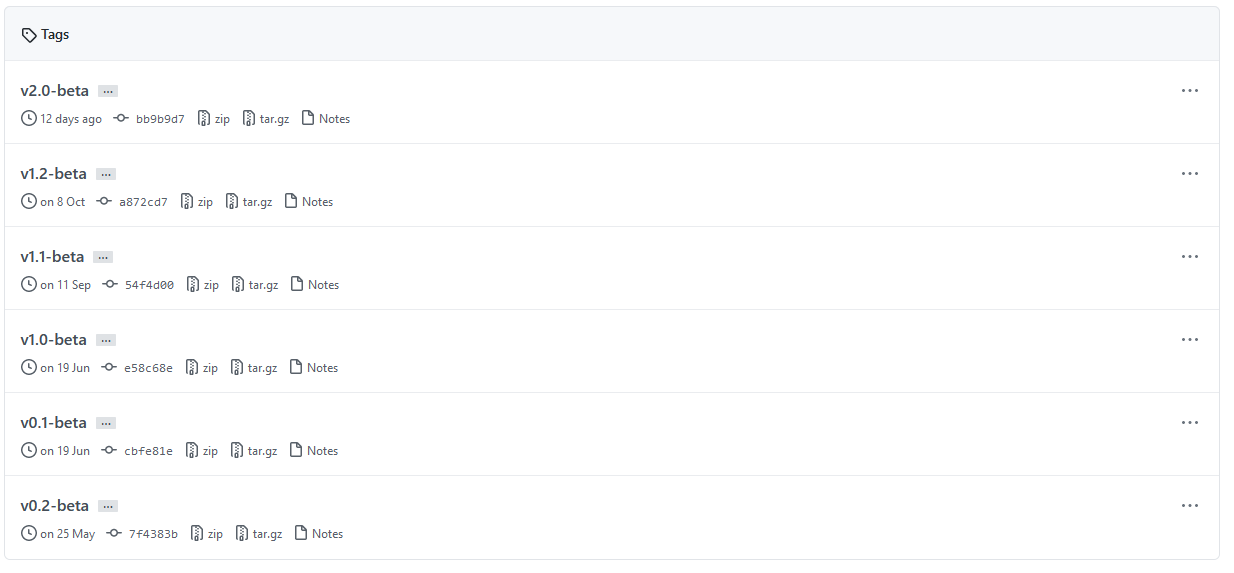 Tags
v2.0-beta ...
12 days ago bb9b9d7 zip tar.gz Notes
v1.2-beta ...
on 8 Oct a872cd7 zip tar.gz Notes
v1.1-beta ...
on 11 Sep 54f4d00 zip tar.gz Notes
v1.0-beta ...
on 19 Jun e58c68e zip tar.gz Notes
v0.1-beta ...
on 19 Jun cbfe81e zip tar.gz Notes
v0.2-beta ...
on 25 May 7f4383b zip tar.gz Notes